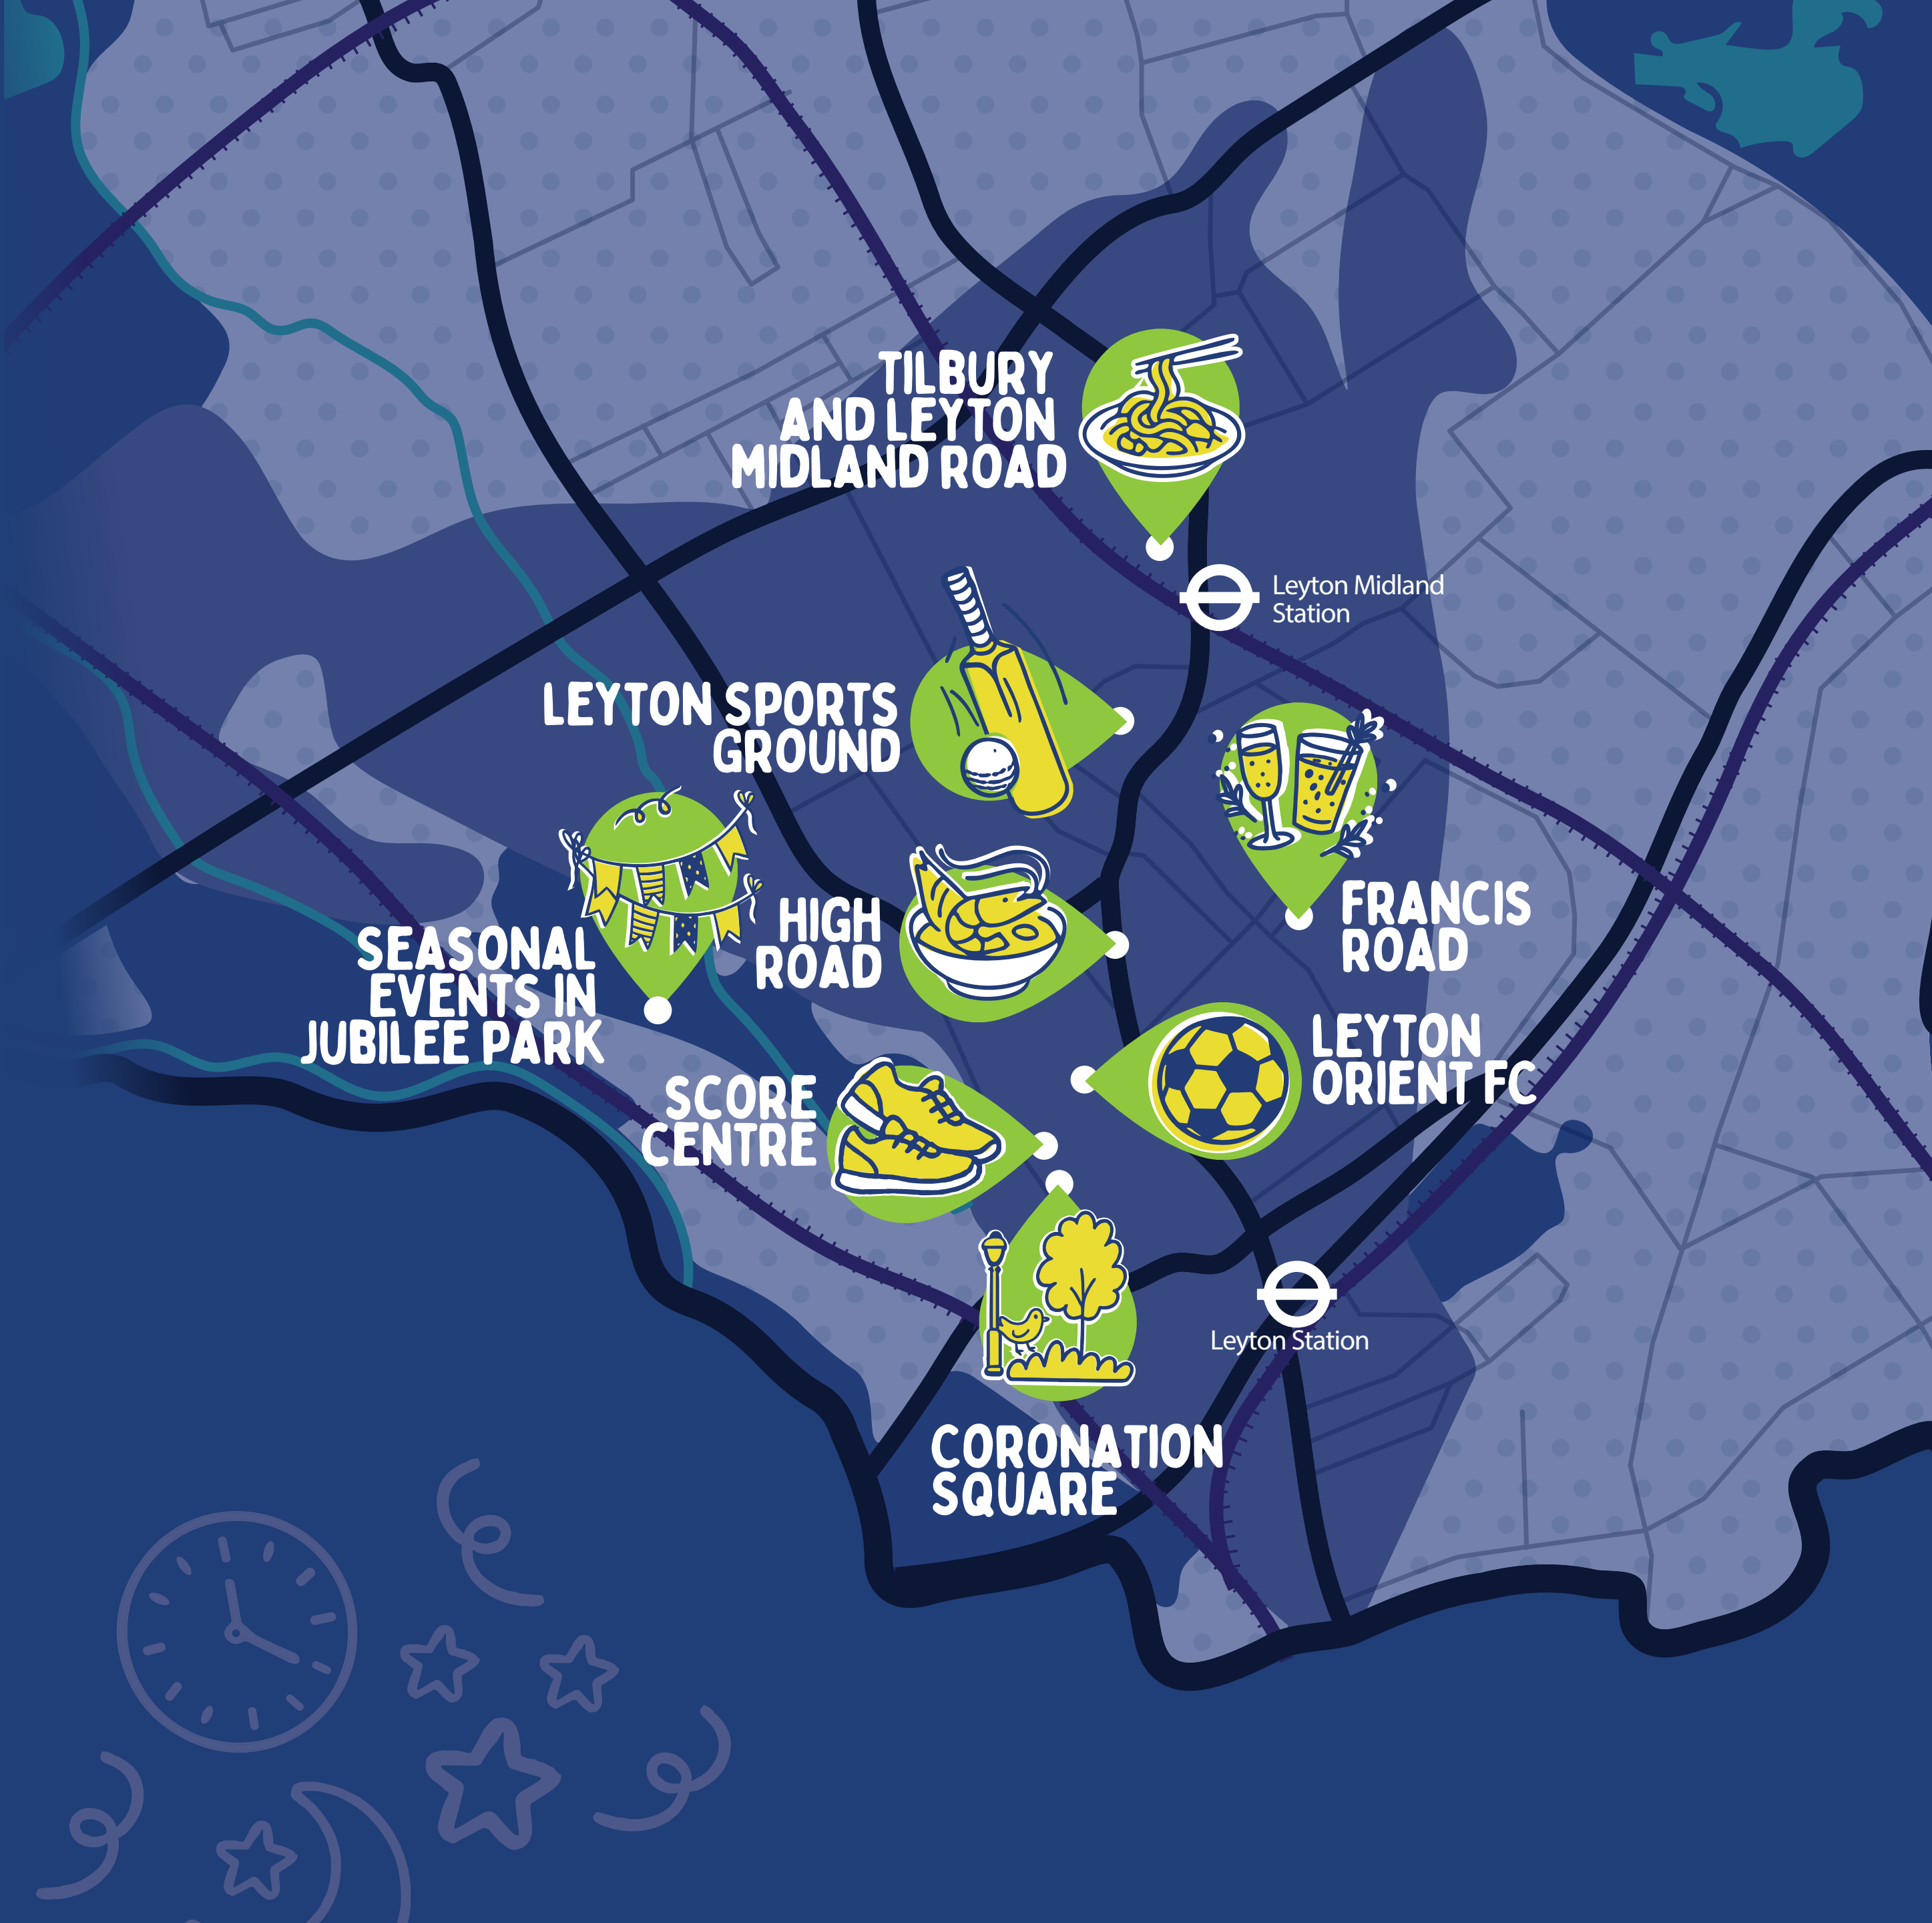 TILBURY
AND LEYTON
MIDLAND ROAD
Leyton Midland
Station
LEYTON SPORTS
GROUND
FRANCIS
ROAD
HIGH
ROAD
SEASONAL
EVENTS IN
JUBILEE PARK
LEYTON
ORIENT FC
SCORE
CENTRE
Leyton Station
CORONATION
SQUARE